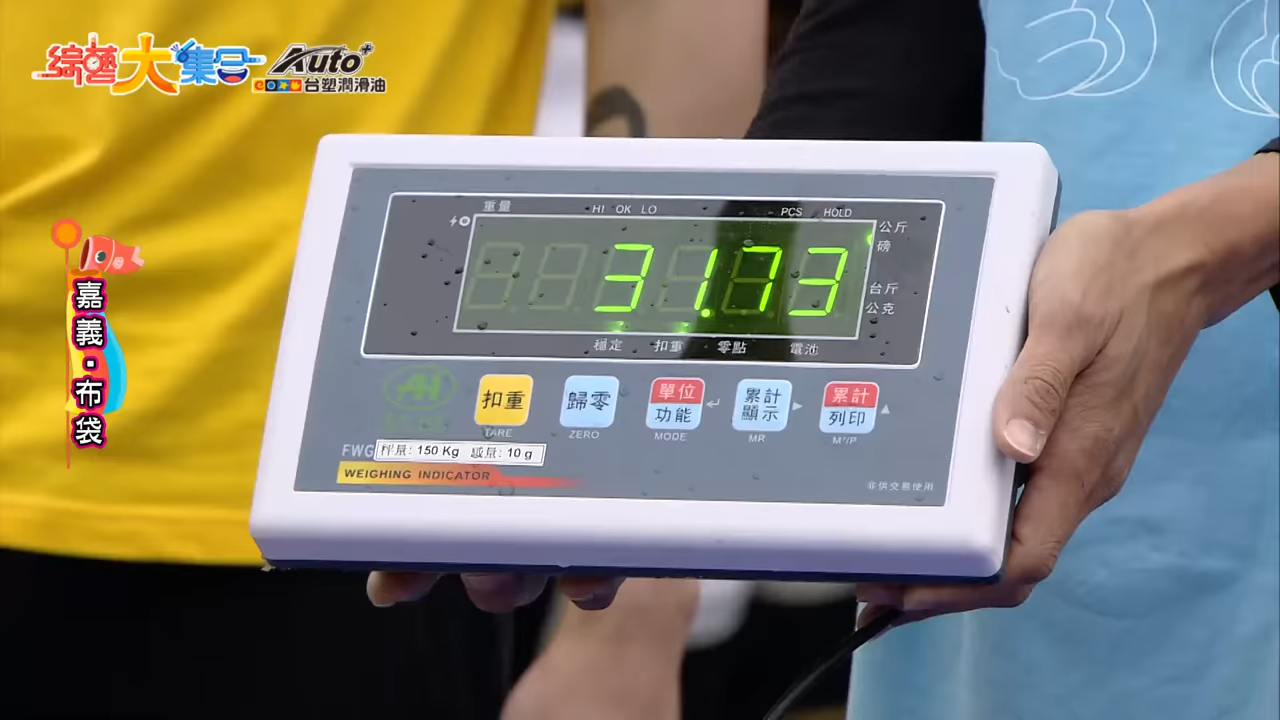 綜藝大集合
Auto+
台塑潤滑油
嘉義·布袋
重量
HI OK LO
PCS HOLD
公斤
磅
台斤
公克
31.73
穩定 扣重 零點 電池
扣重
TARE
歸零
ZERO
單位
功能
MODE
累計
顯示
MR
累計
列印
M+/P
FWG
秤量: 150 Kg 感量: 10 g
WEIGHING INDICATOR
非供交易使用